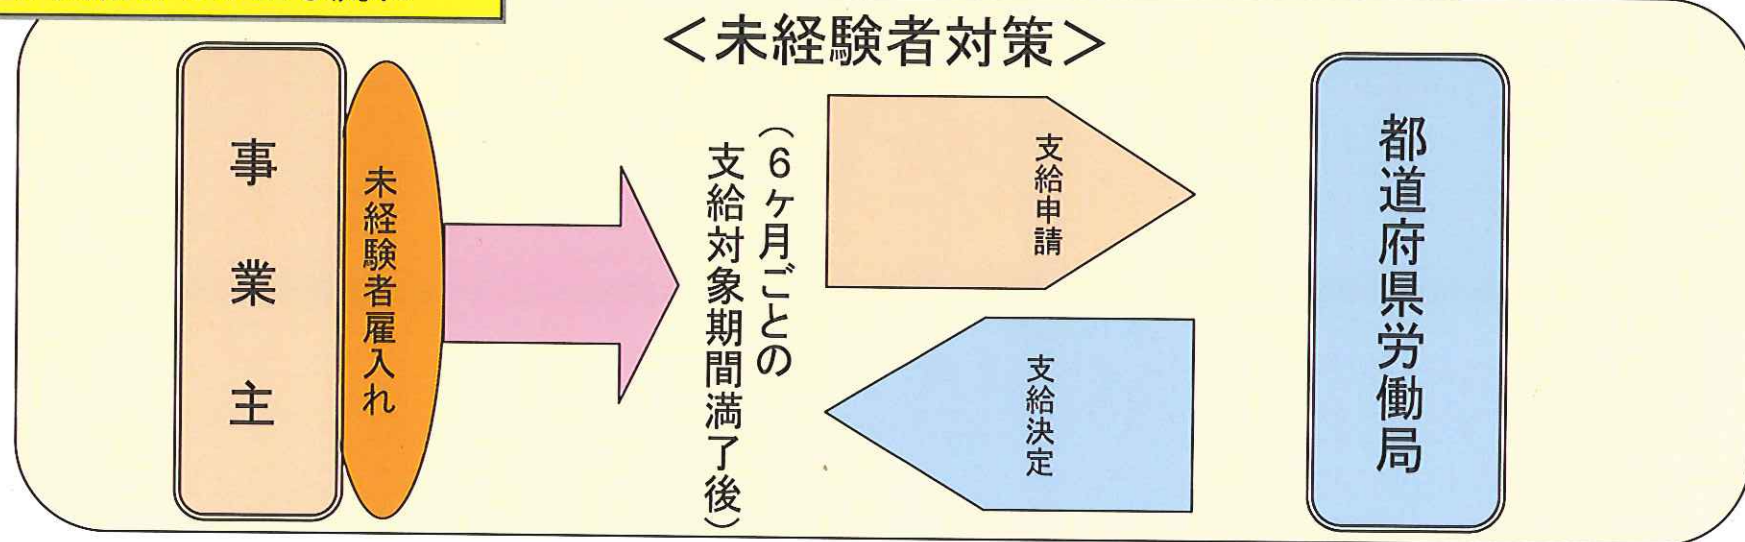 ＜未経験者対策＞
事業主
未経験者雇入れ
（６ヶ月ごとの
支給対象期間満了後）
支給申請
支給決定
都道府県労働局